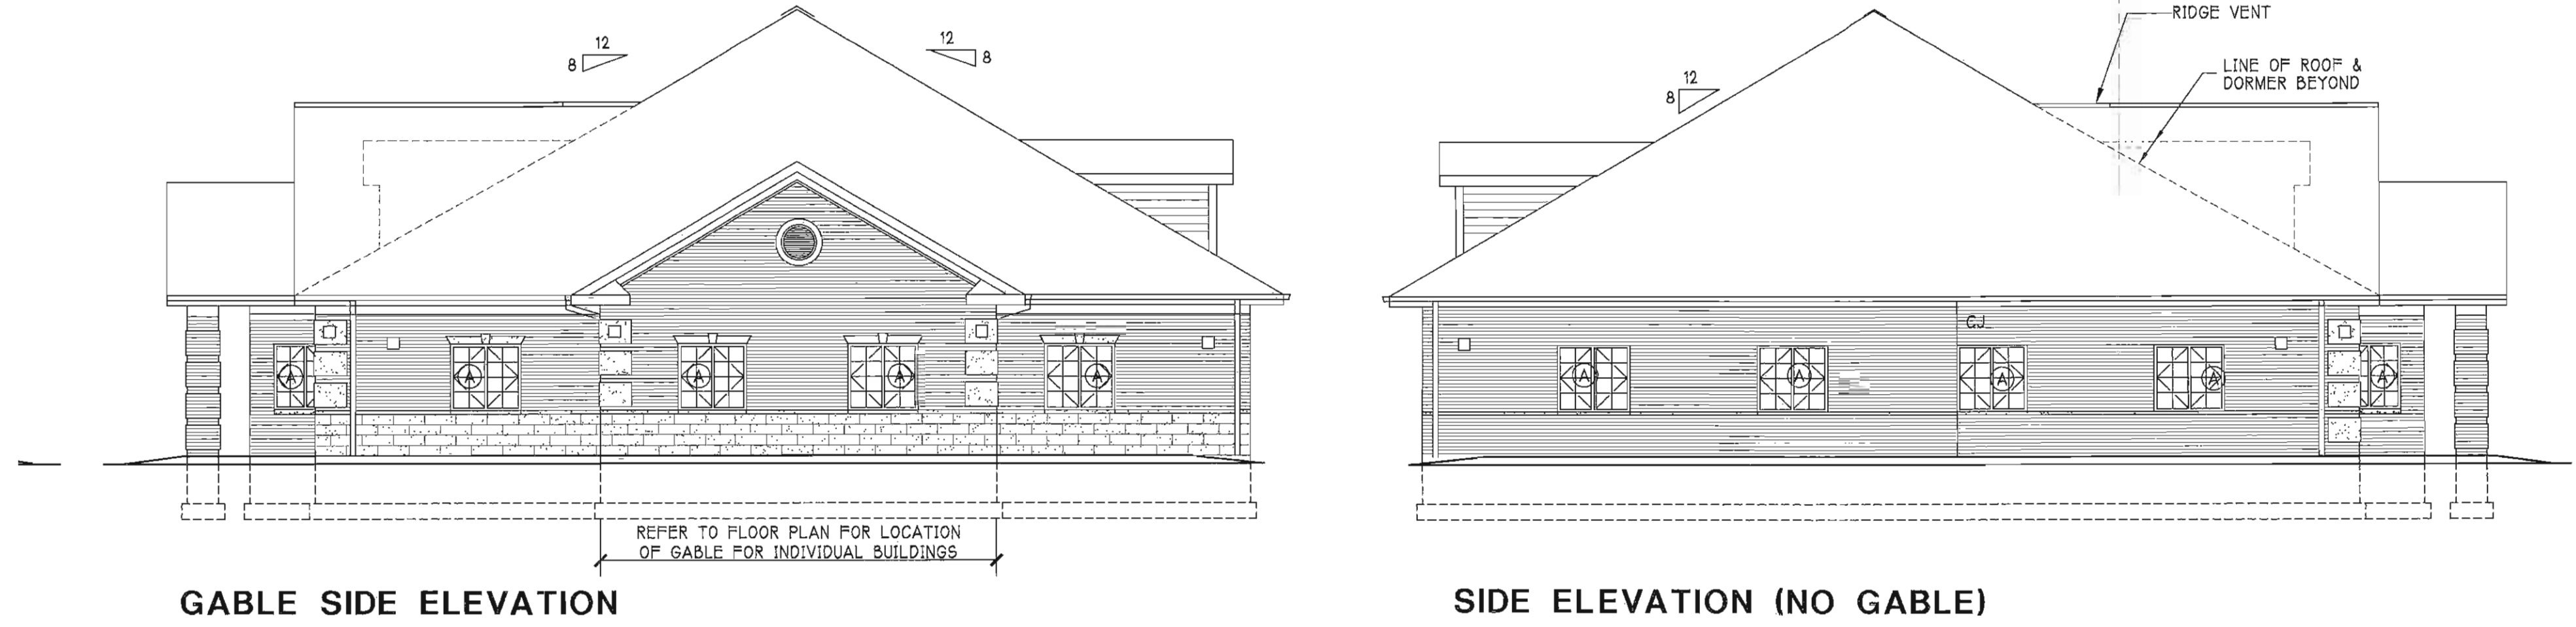 12
8
12
8
A
A
A
A
A
REFER TO FLOOR PLAN FOR LOCATION
OF GABLE FOR INDIVIDUAL BUILDINGS
GABLE SIDE ELEVATION
RIDGE VENT
LINE OF ROOF &
DORMER BEYOND
12
8
CJ
A
A
A
A
A
SIDE ELEVATION (NO GABLE)